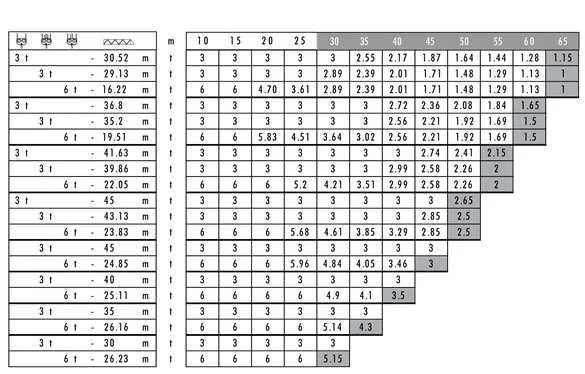 m 10 15 20 25 30 35 40 45 50 55 60 65
3 t - 30.52 m t 3 3 3 3 3 2.55 2.17 1.87 1.64 1.44 1.28 1.15
3 t - 29.13 m t 3 3 3 3 2.89 2.39 2.01 1.71 1.48 1.29 1.13 1
6 t - 16.22 m t 6 6 4.70 3.61 2.89 2.39 2.01 1.71 1.48 1.29 1.13 1
3 t - 36.8 m t 3 3 3 3 3 3 2.72 2.36 2.08 1.84 1.65
3 t - 35.2 m t 3 3 3 3 3 3 2.56 2.21 1.92 1.69 1.5
6 t - 19.51 m t 6 6 5.83 4.51 3.64 3.02 2.56 2.21 1.92 1.69 1.5
3 t - 41.63 m t 3 3 3 3 3 3 3 2.74 2.41 2.15
3 t - 39.86 m t 3 3 3 3 3 3 2.99 2.58 2.26 2
6 t - 22.05 m t 6 6 6 5.2 4.21 3.51 2.99 2.58 2.26 2
3 t - 45 m t 3 3 3 3 3 3 3 3 2.65
3 t - 43.13 m t 3 3 3 3 3 3 3 2.85 2.5
6 t - 23.83 m t 6 6 6 5.68 4.61 3.85 3.29 2.85 2.5
3 t - 45 m t 3 3 3 3 3 3 3 3
6 t - 24.85 m t 6 6 6 5.96 4.84 4.05 3.46 3
3 t - 40 m t 3 3 3 3 3 3 3
6 t - 25.11 m t 6 6 6 6 4.9 4.1 3.5
3 t - 35 m t 3 3 3 3 3 3
6 t - 26.16 m t 6 6 6 6 5.14 4.3
3 t - 30 m t 3 3 3 3 3
6 t - 26.23 m t 6 6 6 6 5.15